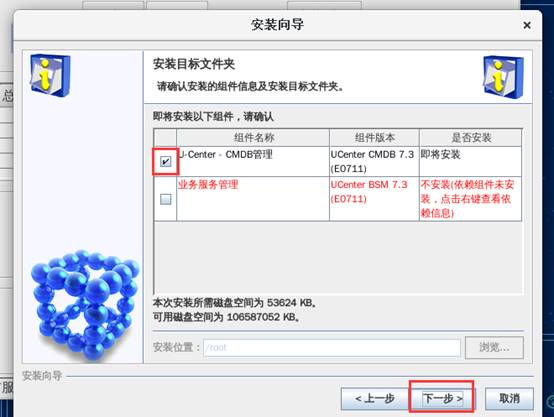 安装向导
总
安装目标文件夹
请确认安装的组件信息及安装目标文件夹。
即将安装以下组件，请确认
组件名称 组件版本 是否安装
U-Center - CMDB管理 UCenter CMDB 7.3 (E0711) 即将安装
业务服务管理 UCenter BSM 7.3 (E0711) 不安装(依赖组件未安装，点击右键查看依赖信息)
本次安装所需磁盘空间为 53624 KB。
可用磁盘空间为 106587052 KB。
安装位置： /root 浏览...
安装向导
服
< 上一步 下一步 > 取消